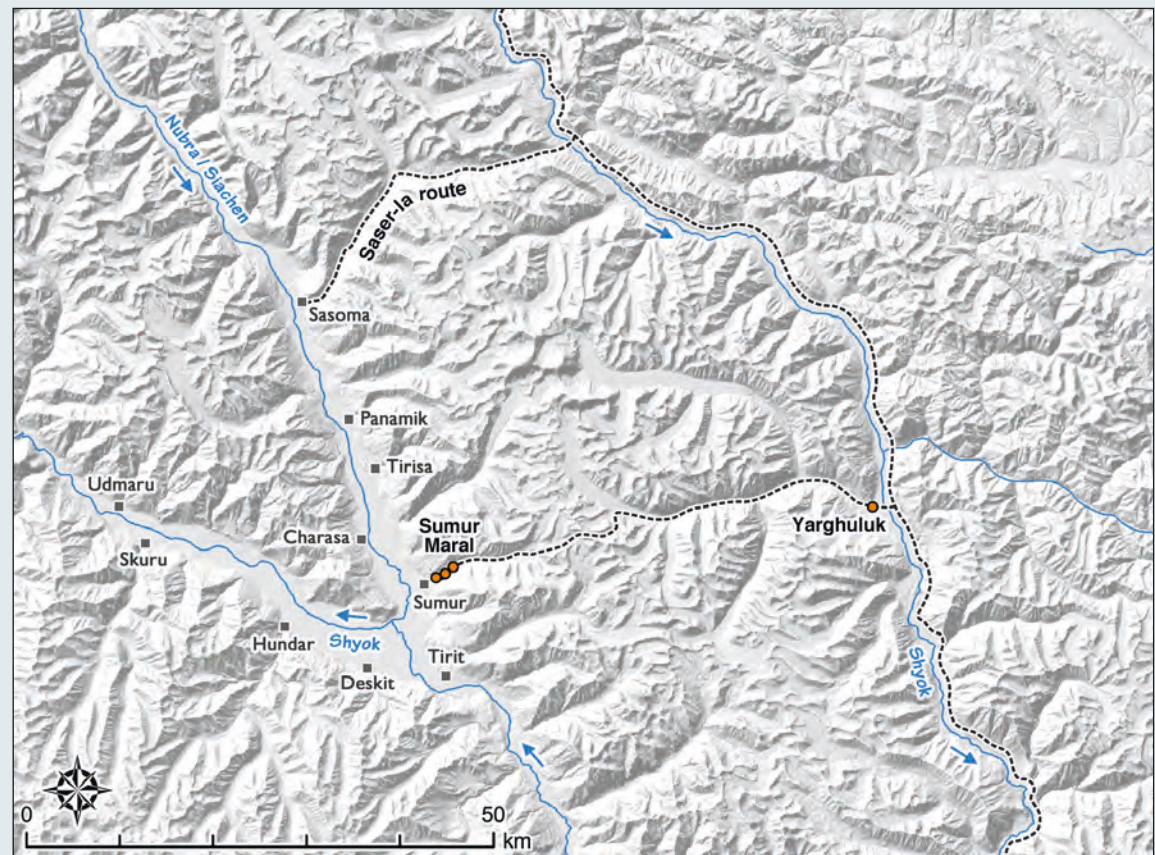 Nubra / Siachen
Saser-la route
Sasoma
Panamik
Tirisa
Udmaru
Skuru
Charasa
Sumur
Maral
Sumur
Yarghuluk
Hundar
Shyok
Deskit
Tirit
Shyok
0
50
km